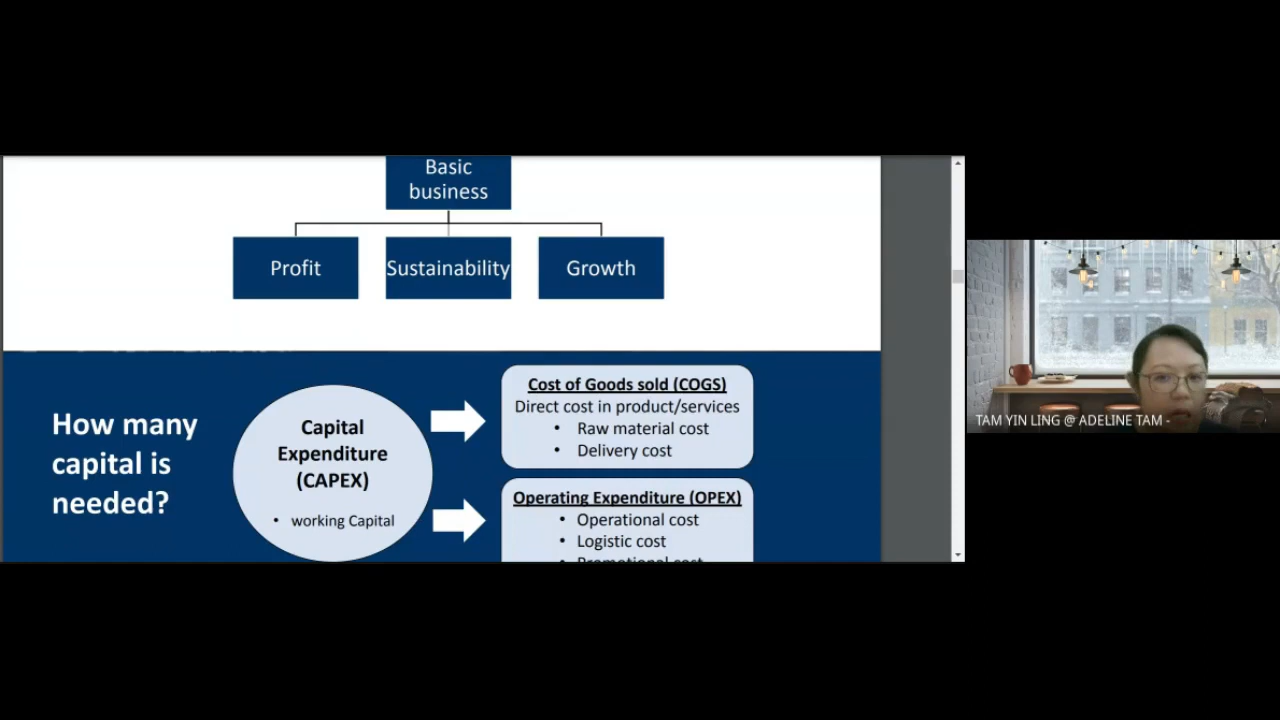 Basic
business
Profit
Sustainability
Growth
How many
capital is
needed?
Capital
Expenditure
(CAPEX)
• working Capital
Cost of Goods sold (COGS)
Direct cost in product/services
• Raw material cost
• Delivery cost
Operating Expenditure (OPEX)
• Operational cost
• Logistic cost
• Promotional cost
TAM YIN LING @ ADELINE TAM -